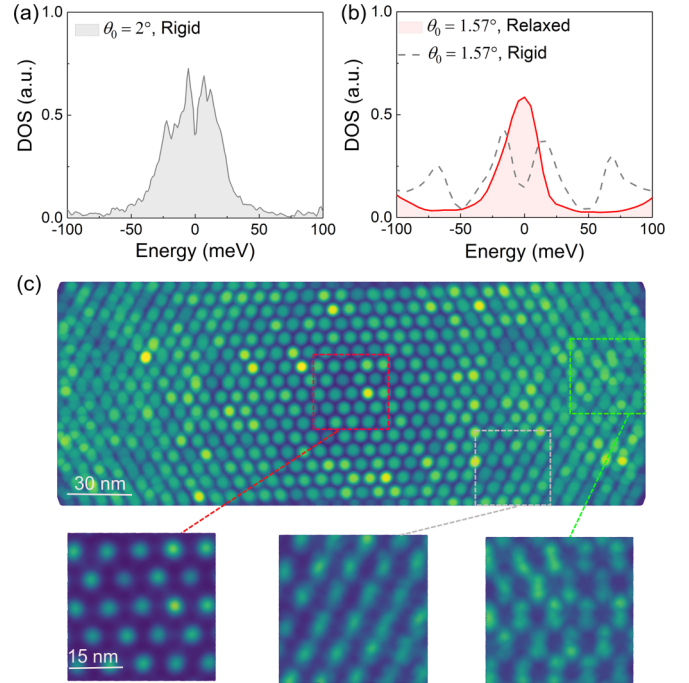 (a)
1.0
0.5
0.0
DOS (a.u.)
θ₀ = 2°, Rigid
-100 -50 0 50 100
Energy (meV)
(b)
1.0
0.5
0.0
DOS (a.u.)
θ₀ = 1.57°, Relaxed
θ₀ = 1.57°, Rigid
-100 -50 0 50 100
Energy (meV)
(c)
30 nm
15 nm